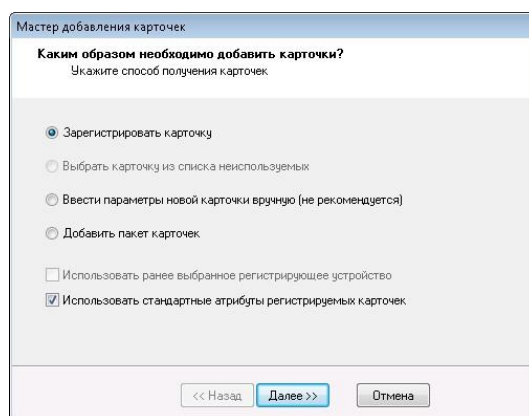 Мастер добавления карточек
Каким образом необходимо добавить карточки?
Укажите способ получения карточек
Зарегистрировать карточку
Выбрать карточку из списка неиспользуемых
Ввести параметры новой карточки вручную (не рекомендуется)
Добавить пакет карточек
Использовать ранее выбранное регистрирующее устройство
Использовать стандартные атрибуты регистрируемых карточек
<< Назад Далее >> Отмена